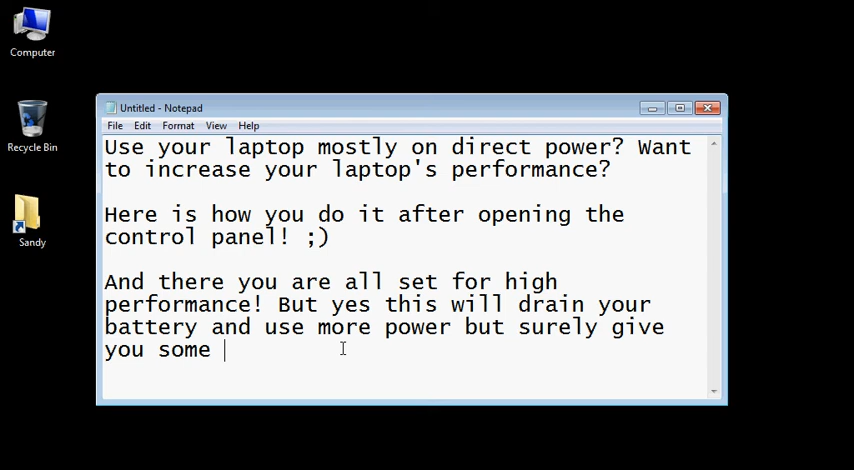 Computer
Recycle Bin
Sandy
Untitled - Notepad
File Edit Format View Help
Use your laptop mostly on direct power? Want
to increase your laptop's performance?
Here is how you do it after opening the
control panel! ;)
And there you are all set for high
performance! But yes this will drain your
battery and use more power but surely give
you some